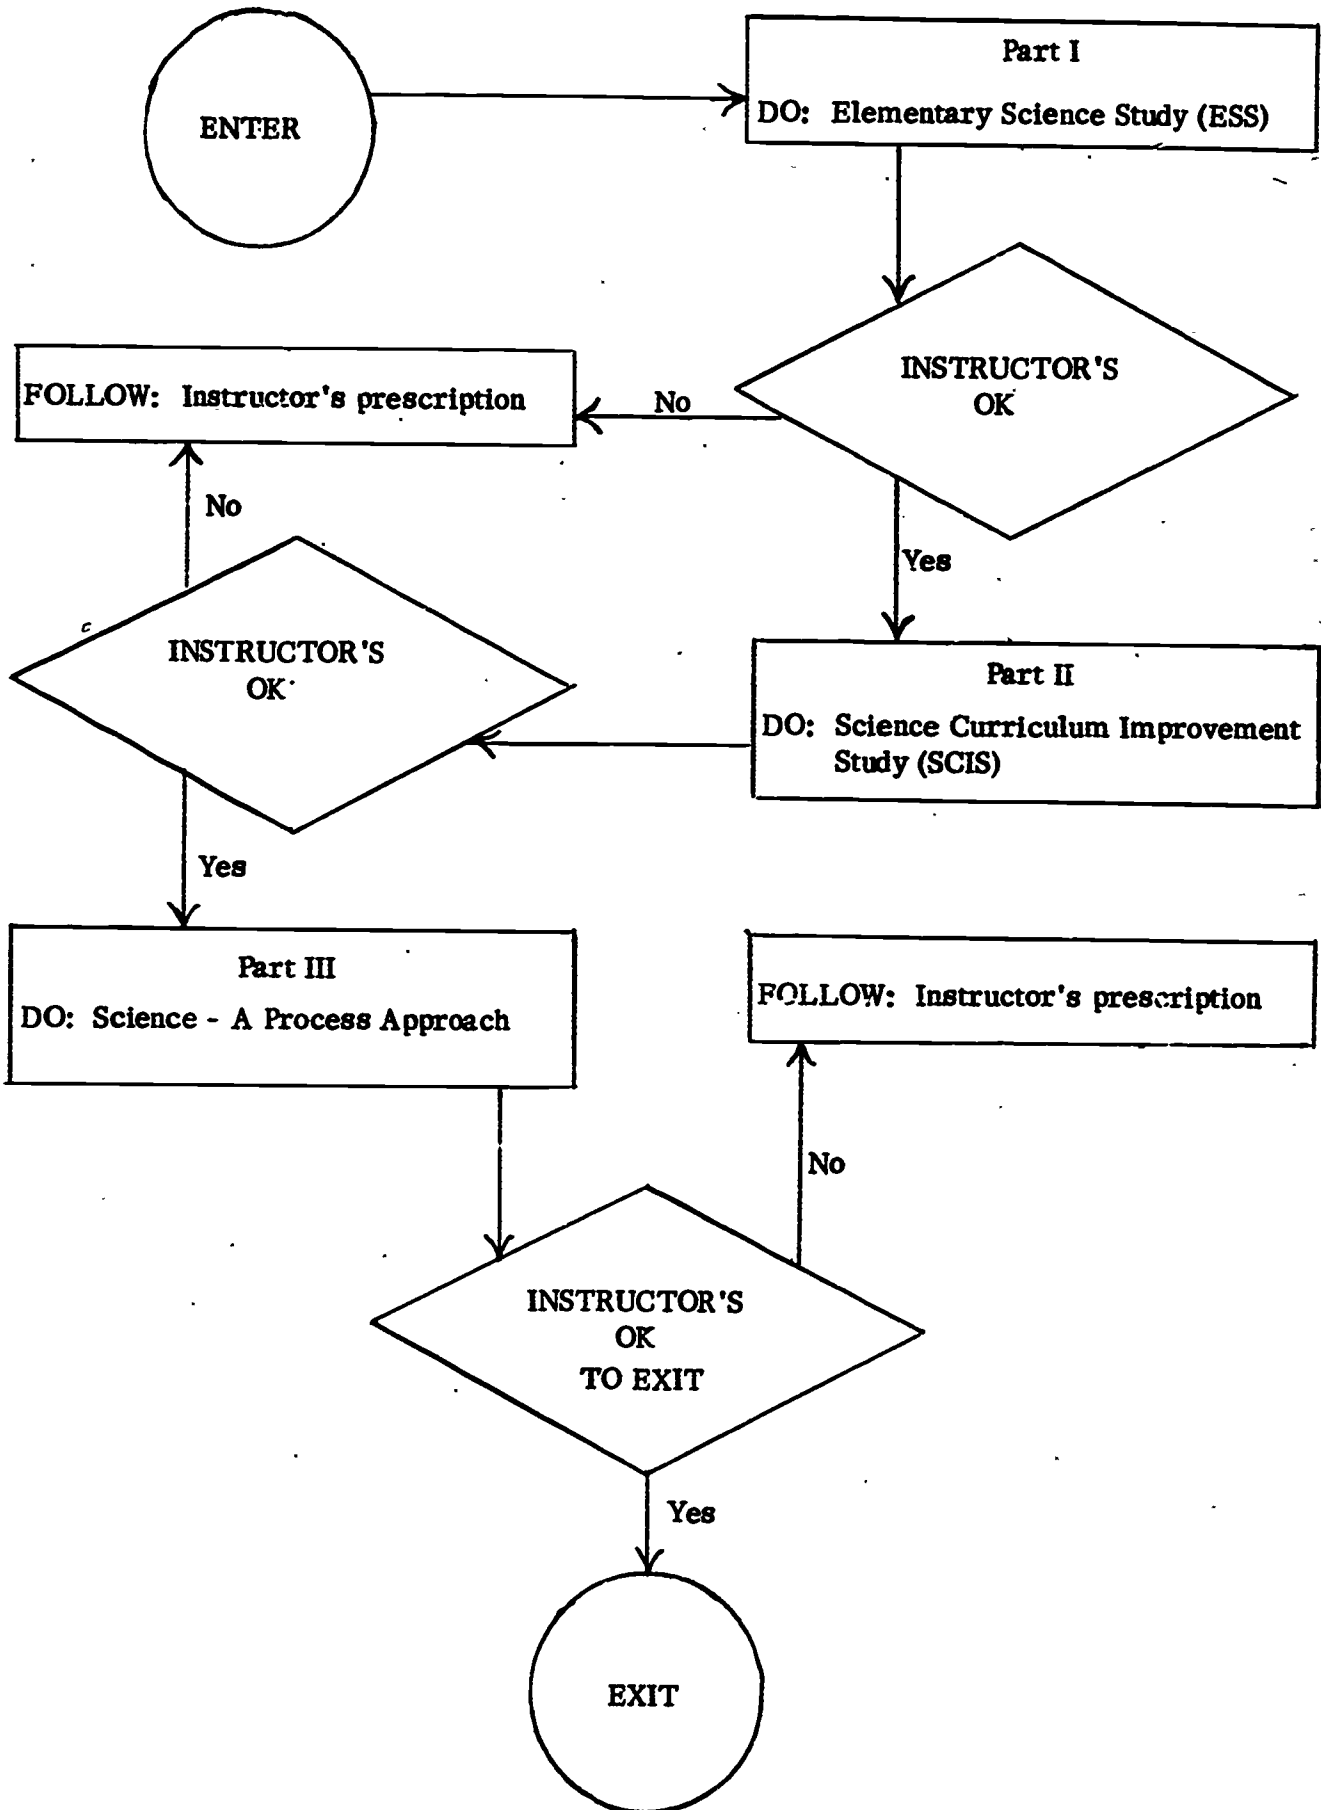 ENTER
Part I
DO: Elementary Science Study (ESS)
INSTRUCTOR'S
OK
No
FOLLOW: Instructor's prescription
Yes
No
INSTRUCTOR'S
OK
Part II
DO: Science Curriculum Improvement
Study (SCIS)
Yes
Part III
DO: Science - A Process Approach
FOLLOW: Instructor's prescription
No
INSTRUCTOR'S
OK
TO EXIT
Yes
EXIT